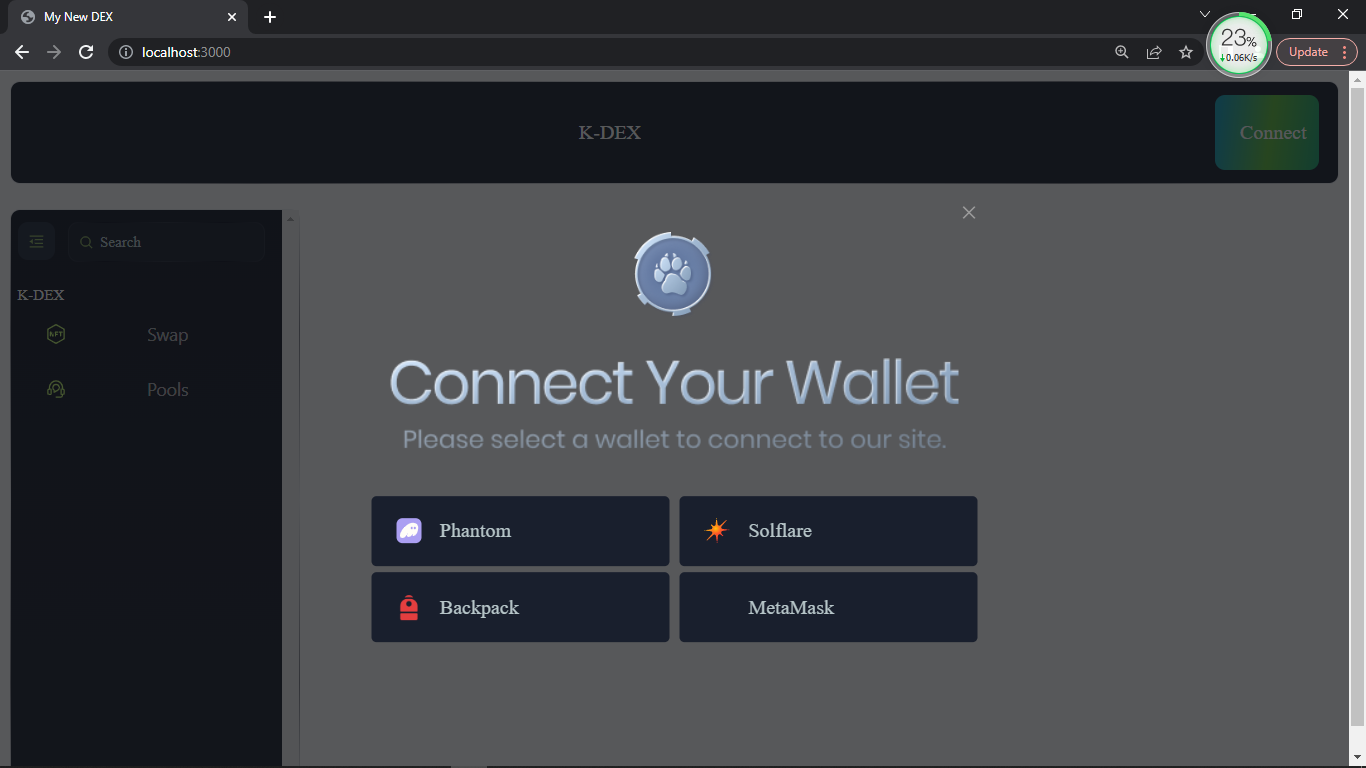 My New DEX
localhost:3000
23%
0.06K/s
Update
K-DEX
Connect
Search
K-DEX
NFT
Swap
Pools
Connect Your Wallet
Please select a wallet to connect to our site.
Phantom
Solflare
Backpack
MetaMask